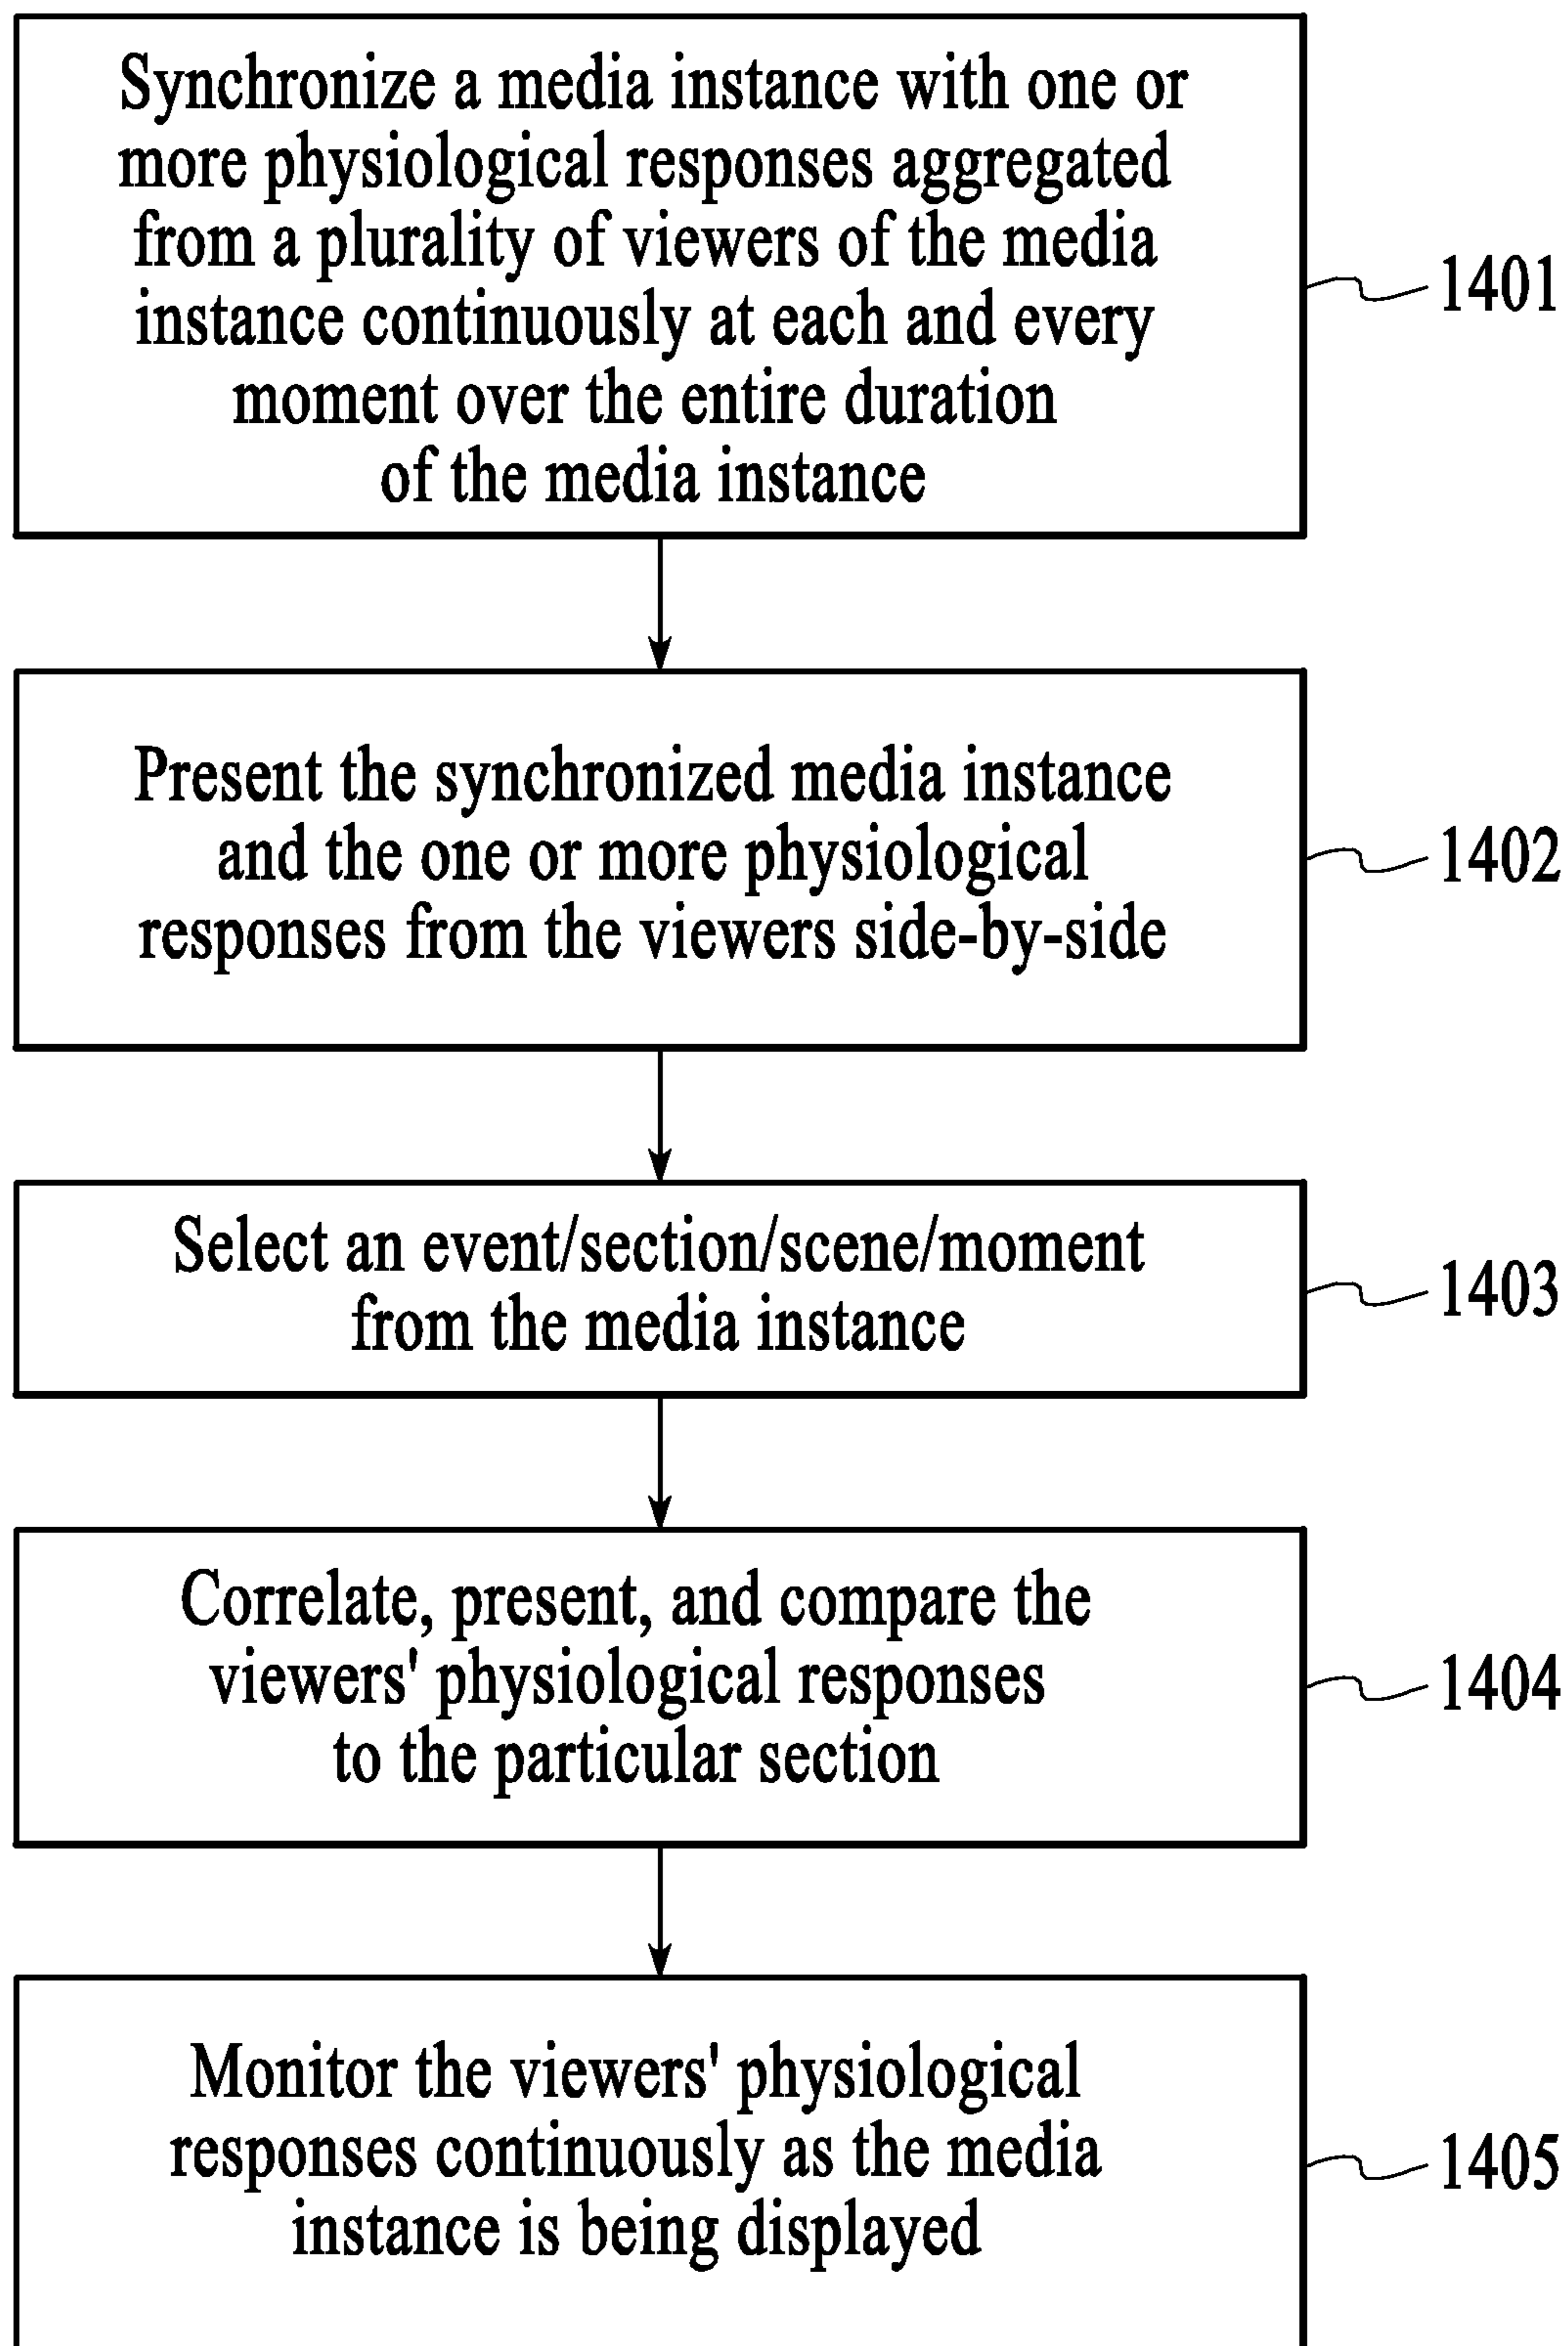 Synchronize a media instance with one or
more physiological responses aggregated
from a plurality of viewers of the media
instance continuously at each and every
moment over the entire duration
of the media instance
1401
Present the synchronized media instance
and the one or more physiological
responses from the viewers side-by-side
1402
Select an event/section/scene/moment
from the media instance
1403
Correlate, present, and compare the
viewers' physiological responses
to the particular section
1404
Monitor the viewers' physiological
responses continuously as the media
instance is being displayed
1405